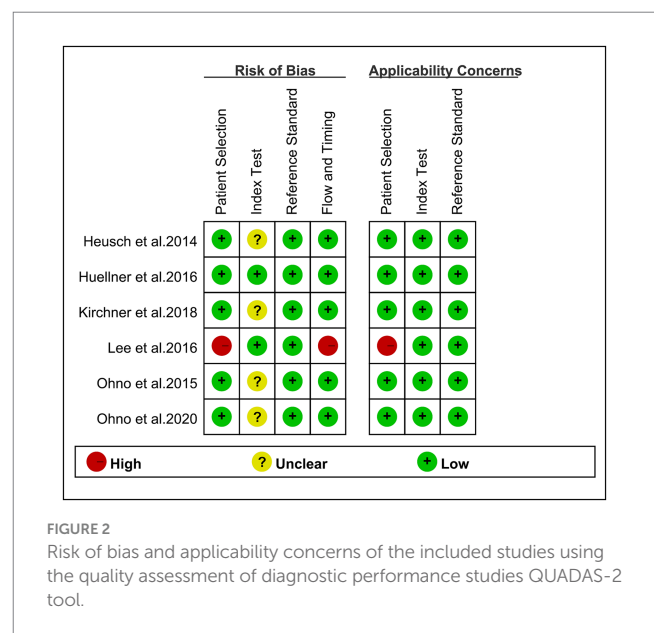 Risk of Bias
Applicability Concerns
Patient Selection
Index Test
Reference Standard
Flow and Timing
Patient Selection
Index Test
Reference Standard
Heusch et al.2014 + ? + + + + +
Huellner et al.2016 + + + + + + +
Kirchner et al.2018 + ? + + + + +
Lee et al.2016 + + + +
Ohno et al.2015 + ? + + + + +
Ohno et al.2020 + ? + + + + +
High ? Unclear + Low
FIGURE 2
Risk of bias and applicability concerns of the included studies using
the quality assessment of diagnostic performance studies QUADAS-2
tool.